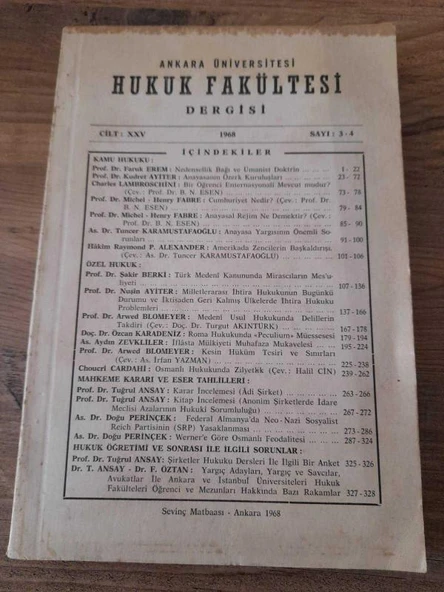 ANKARA ÜNİVERSİTESİ
HUKUK FAKÜLTESİ
DERGİSİ
CİLT : XXV 1968 SAYI : 3 - 4
İÇİNDEKİLER
KAMU HUKUKU :
Prof. Dr. Faruk EREM : Nedensellik Bağı ve Ümanist Doktrin ... 1 - 22
Prof. Dr. Kudret AYİTER : Anayasanın Özerk Kuruluşları ... 23 - 72
Charles LAMBROSCHINI : Bir Öğrenci Enternasyonali Mevcut mudur?
(Çev : Prof. Dr. B. N. ESEN) ... 73 - 78
Prof. Dr. Michel - Henry FABRE : Cumhuriyet Nedir? (Çev : Prof. Dr.
B. N. ESEN) ... 79 - 84
Prof. Dr. Michel - Henry FABRE : Anayasal Rejim Ne Demektir? (Çev :
Prof. Dr. B. N. ESEN) ... 85 - 90
As. Dr. Tuncer KARAMUSTAFAOĞLU : Anayasa Yargısının Önemli So-
runları ... 91 - 100
Hâkim Raymond P. ALEXANDER : Amerikada Zencilerin Başkaldırışı.
(Çev. : As. Dr. Tuncer KARAMUSTAFAOĞLU) ... 101 - 106
ÖZEL HUKUK :
Prof. Dr. Şakir BERKİ : Türk Medenî Kanununda Mirascıların Mes'u-
liyeti ... 107 - 136
Prof. Dr. Nuşin AYİTER : Milletlerarası İhtira Hukukunun Bugünkü
Durumu ve İktisaden Geri Kalmış Ülkelerde İhtira Hukuku
Problemleri ... 137 - 166
Prof. Dr. Arwed BLOMEYER : Medenî Usul Hukukunda Delillerin
Takdiri (Çev : Doç. Dr. Turgut AKINTÜRK) ... 167 - 178
Doç. Dr. Özcan KARADENİZ : Roma Hukukunda «Peculium» Müessesesi 179 - 194
As. Aydın ZEVKLİLER : İflâsta Mülkiyeti Muhafaza Mukavelesi ... 195 - 224
Prof. Dr. Arwed BLOMEYER : Kesin Hüküm Tesiri ve Sınırları
(Çev : As. İrfan YAZMAN) ... 225 - 238
Choucri CARDAHI : Osmanlı Hukukunda Zilyetlik (Çev : Halil CİN) 239 - 262
MAHKEME KARARI VE ESER TAHLİLLERİ :
Prof. Dr. Tuğrul ANSAY : Karar İncelemesi (Âdi Şirket) ... 263 - 266
Prof. Dr. Tuğrul ANSAY : Kitap İncelemesi (Anonim Şirketlerde İdare
Meclisi Azalarının Hukukî Sorumluluğu) ... 267 - 272
As. Dr. Doğu PERİNÇEK : Federal Almanya'da Neo - Nazi Sosyalist
Reich Partisinin (SRP) Yasaklanması ... 273 - 286
As. Dr. Doğu PERİNÇEK : Werner'e Göre Osmanlı Feodalitesi ... 287 - 324
HUKUK ÖĞRETİMİ VE SONRASI İLE İLGİLİ SORUNLAR :
Prof. Dr. Tuğrul ANSAY : Şirketler Hukuku Dersleri İle İlgili Bir Anket 325 - 326
Dr. T. ANSAY - Dr. F. ÖZTAN : Yargıç Adayları, Yargıç ve Savcılar,
Avukatlar İle Ankara ve İstanbul Üniversiteleri Hukuk
Fakülteleri Öğrenci ve Mezunları Hakkında Bazı Rakamlar 327 - 328
Sevinç Matbaası - Ankara 1968